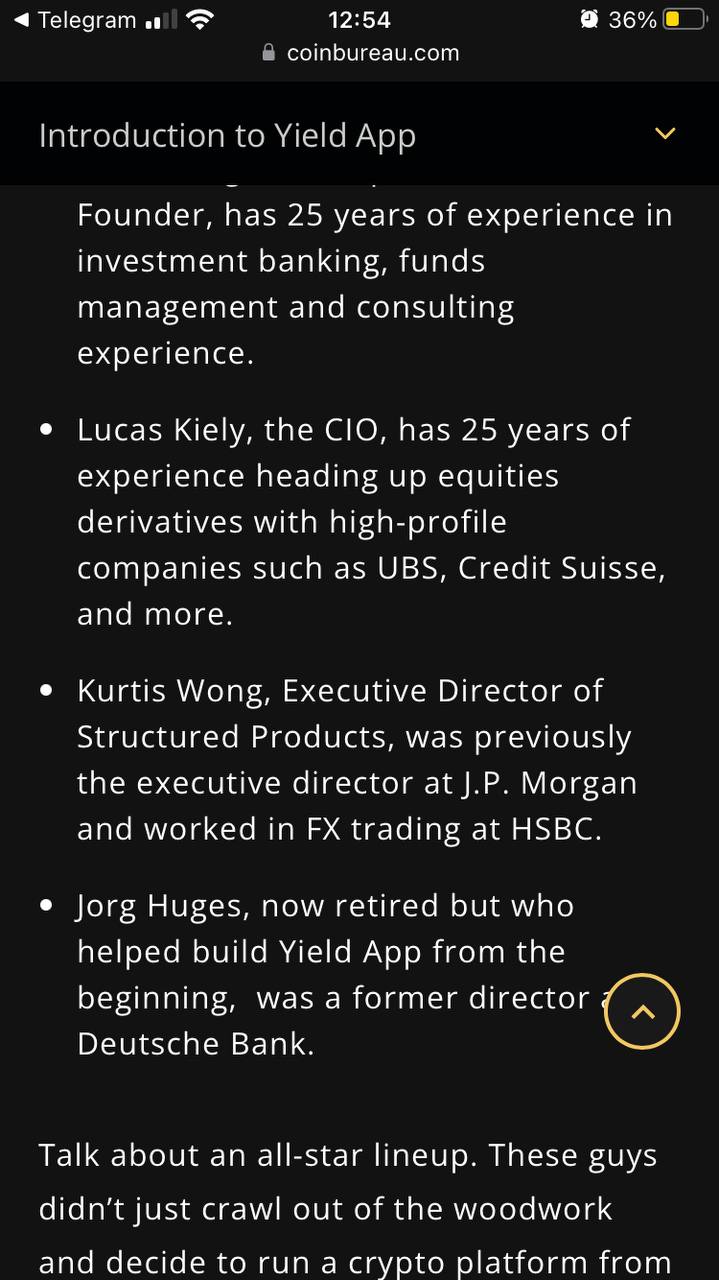 Telegram
12:54
36%
coinbureau.com
Introduction to Yield App
Founder, has 25 years of experience in
investment banking, funds
management and consulting
experience.
• Lucas Kiely, the CIO, has 25 years of
experience heading up equities
derivatives with high-profile
companies such as UBS, Credit Suisse,
and more.
• Kurtis Wong, Executive Director of
Structured Products, was previously
the executive director at J.P. Morgan
and worked in FX trading at HSBC.
• Jorg Huges, now retired but who
helped build Yield App from the
beginning,  was a former director
Deutsche Bank.
Talk about an all-star lineup. These guys
didn’t just crawl out of the woodwork
and decide to run a crypto platform from